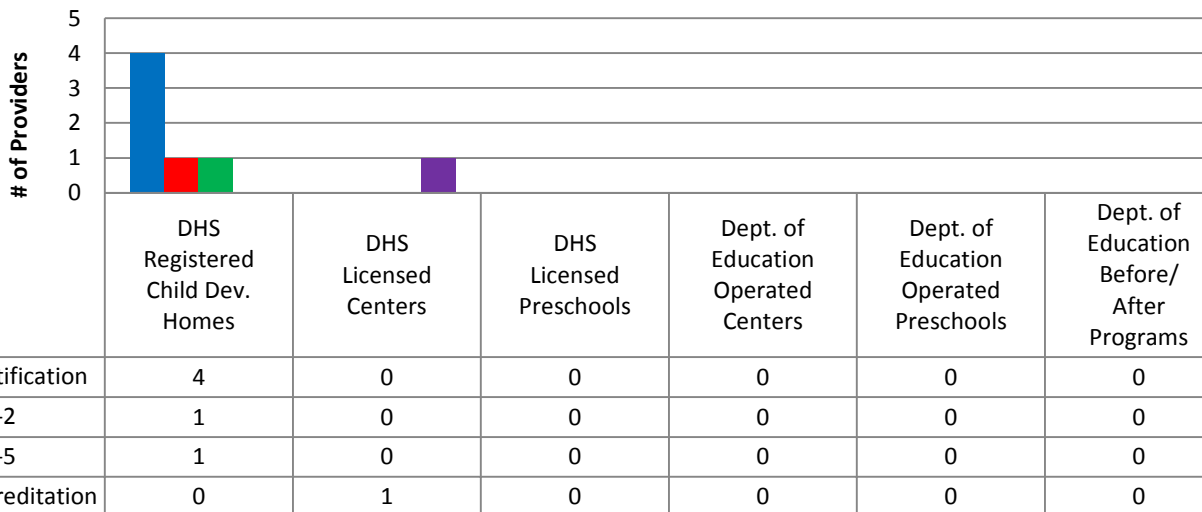 5
4
3
2
1
0
# of Providers
DHS
Registered
Child Dev.
Homes
DHS
Licensed
Centers
DHS
Licensed
Preschools
Dept. of
Education
Operated
Centers
Dept. of
Education
Operated
Preschools
Dept. of
Education
Before/
After
Programs
tification 4 0 0 0 0 0
-2 1 0 0 0 0 0
-5 1 0 0 0 0 0
reditation 0 1 0 0 0 0